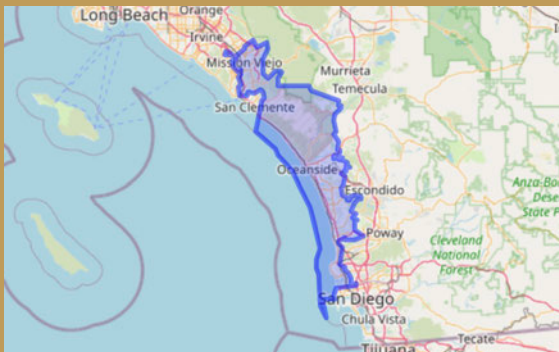 Orange
Long Beach
Irvine
Mission Viejo
Murrieta
Temecula
San Clemente
Oceanside
Escondido
Anza-Bo
Dese
State P
Poway
Cleveland
National
Forest
San Diego
Chula Vista
Tecate
Tijuana